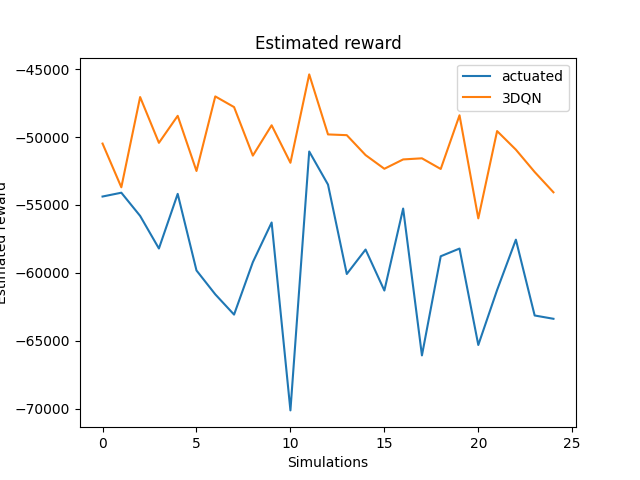 Estimated reward
actuated
3DQN
−45000
−50000
−55000
−60000
−65000
−70000
Estimated reward
0
5
10
15
20
25
Simulations